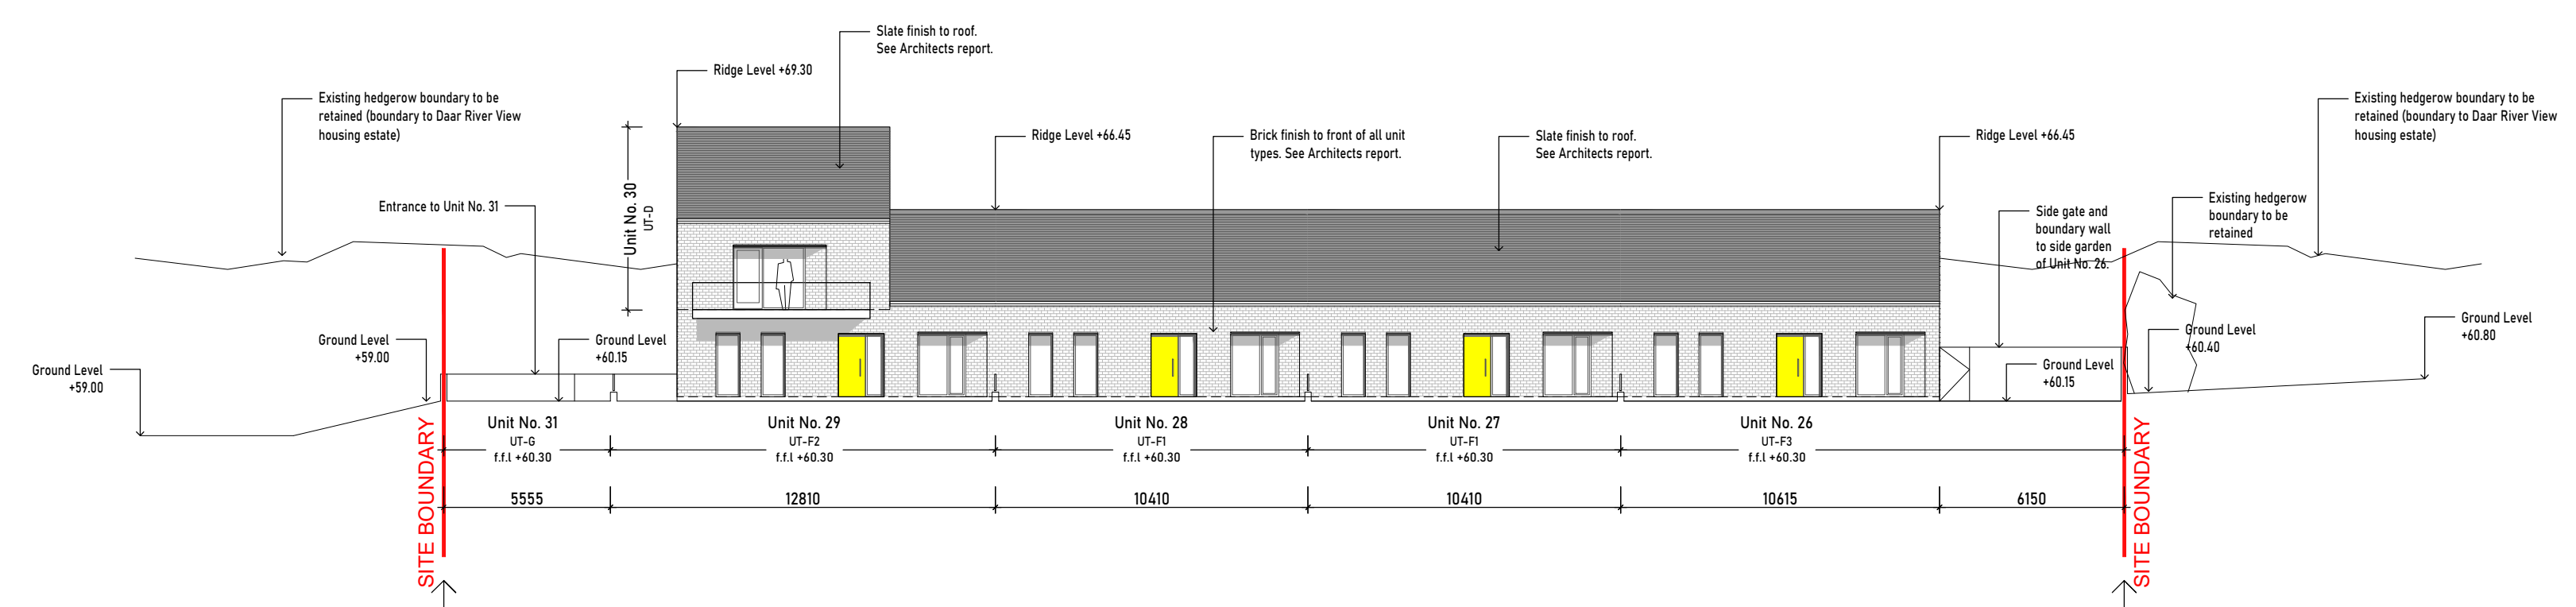 Slate finish to roof.
See Architects report.
Ridge Level +69.30
Existing hedgerow boundary to be
retained (boundary to Daar River View
housing estate)
Existing hedgerow boundary to be
retained (boundary to Daar River View
housing estate)
Ridge Level +66.45
Brick finish to front of all unit
types. See Architects report.
Slate finish to roof.
See Architects report.
Ridge Level +66.45
Unit No. 30
UT-D
Entrance to Unit No. 31
Side gate and
boundary wall
to side garden
of Unit No. 26.
Existing hedgerow
boundary to be
retained
Ground Level
+59.00
Ground Level
+59.00
Ground Level
+60.15
Ground Level
+60.15
Ground Level
+60.40
Ground Level
+60.80
Unit No. 31
UT-G
f.f.l +60.30
Unit No. 29
UT-F2
f.f.l +60.30
Unit No. 28
UT-F1
f.f.l +60.30
Unit No. 27
UT-F1
f.f.l +60.30
Unit No. 26
UT-F3
f.f.l +60.30
SITE BOUNDARY
5555
12810
10410
10410
10615
6150
SITE BOUNDARY